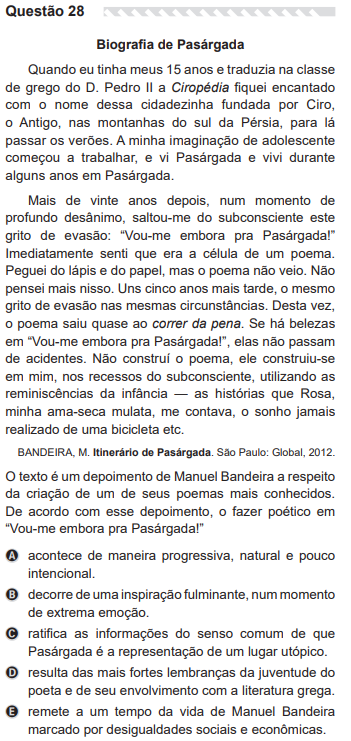 Questão 28
Biografia de Pasárgada
Quando eu tinha meus 15 anos e traduzia na classe
de grego do D. Pedro II a Ciropédia fiquei encantado
com o nome dessa cidadezinha fundada por Ciro,
o Antigo, nas montanhas do sul da Pérsia, para lá
passar os verões. A minha imaginação de adolescente
começou a trabalhar, e vi Pasárgada e vivi durante
alguns anos em Pasárgada.
Mais de vinte anos depois, num momento de
profundo desânimo, saltou-me do subconsciente este
grito de evasão: “Vou-me embora pra Pasárgada!”
Imediatamente senti que era a célula de um poema.
Peguei do lápis e do papel, mas o poema não veio. Não
pensei mais nisso. Uns cinco anos mais tarde, o mesmo
grito de evasão nas mesmas circunstâncias. Desta vez,
o poema saiu quase ao correr da pena. Se há belezas
em “Vou-me embora pra Pasárgada!”, elas não passam
de acidentes. Não construí o poema, ele construiu-se
em mim, nos recessos do subconsciente, utilizando as
reminiscências da infância — as histórias que Rosa,
minha ama-seca mulata, me contava, o sonho jamais
realizado de uma bicicleta etc.
BANDEIRA, M. Itinerário de Pasárgada. São Paulo: Global, 2012.
O texto é um depoimento de Manuel Bandeira a respeito
da criação de um de seus poemas mais conhecidos.
De acordo com esse depoimento, o fazer poético em
“Vou-me embora pra Pasárgada!”
A acontece de maneira progressiva, natural e pouco
intencional.
B decorre de uma inspiração fulminante, num momento
de extrema emoção.
C ratifica as informações do senso comum de que
Pasárgada é a representação de um lugar utópico.
D resulta das mais fortes lembranças da juventude do
poeta e de seu envolvimento com a literatura grega.
E remete a um tempo da vida de Manuel Bandeira
marcado por desigualdades sociais e econômicas.